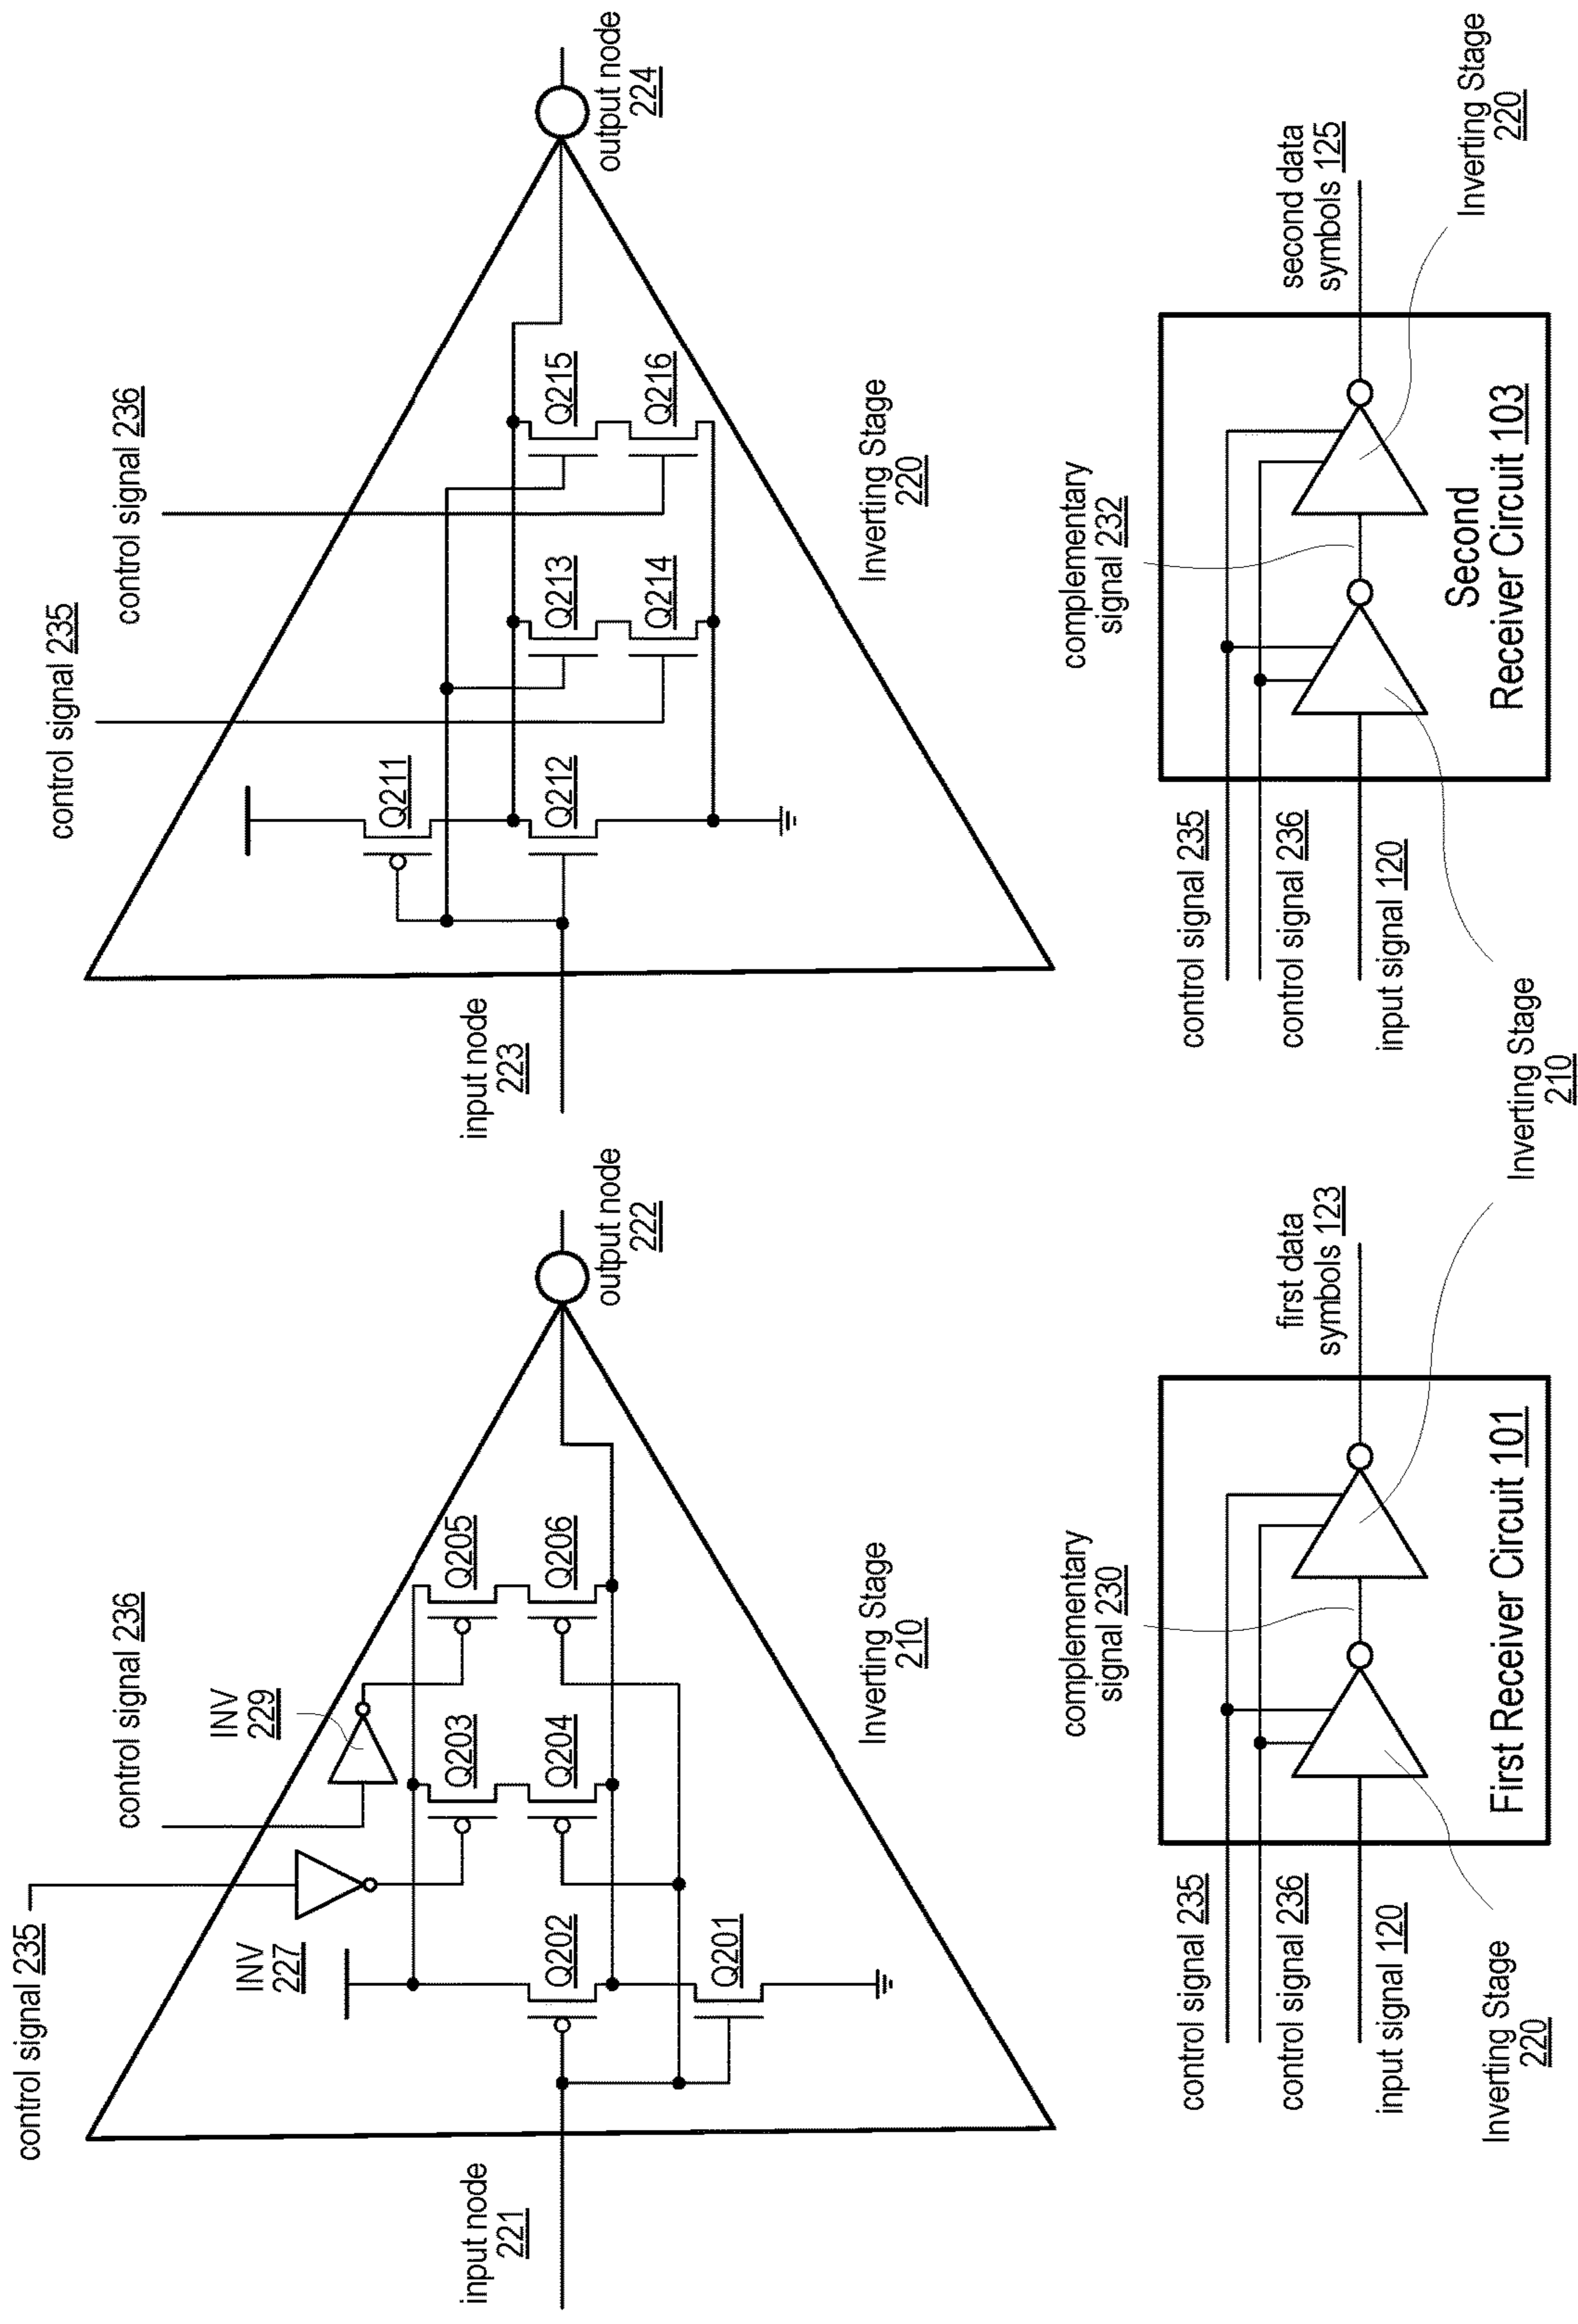 control signal 235
control signal 236
INV
227
INV
229
Q202
Q201
Q203
Q204
Q205
Q206
input node
221
output node
222
Inverting Stage
210
control signal 235
control signal 236
Q211
Q212
Q213
Q214
Q215
Q216
input node
223
output node
224
Inverting Stage
220
control signal 235
control signal 236
input signal 120
Inverting Stage
220
complementary
signal 230
First Receiver Circuit 101
first data
symbols 123
Inverting Stage
210
control signal 235
control signal 236
input signal 120
complementary
signal 232
Second
Receiver Circuit 103
second data
symbols 125
Inverting Stage
220